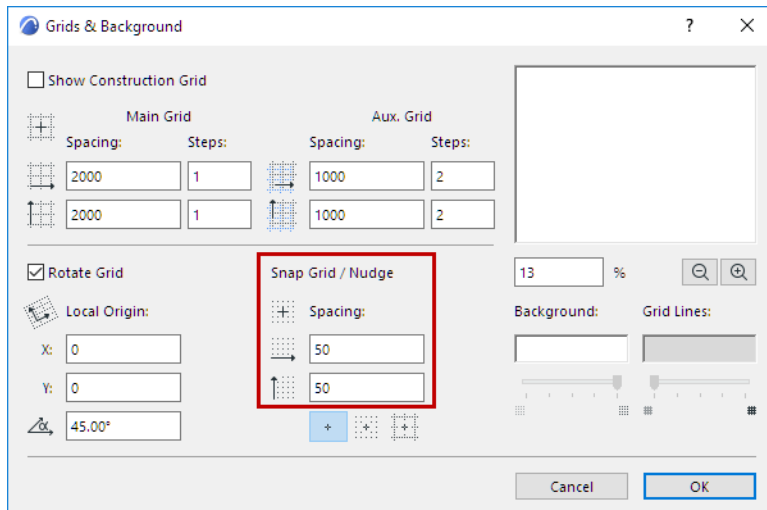 Grids & Background
?
Show Construction Grid
Main Grid
Aux. Grid
Spacing:
Steps:
Spacing:
Steps:
2000
1
1000
2
2000
1
1000
2
Rotate Grid
Snap Grid / Nudge
13
%
Local Origin:
Spacing:
Background:
Grid Lines:
X:
0
50
Y:
0
50
α
45.00°
Cancel
OK